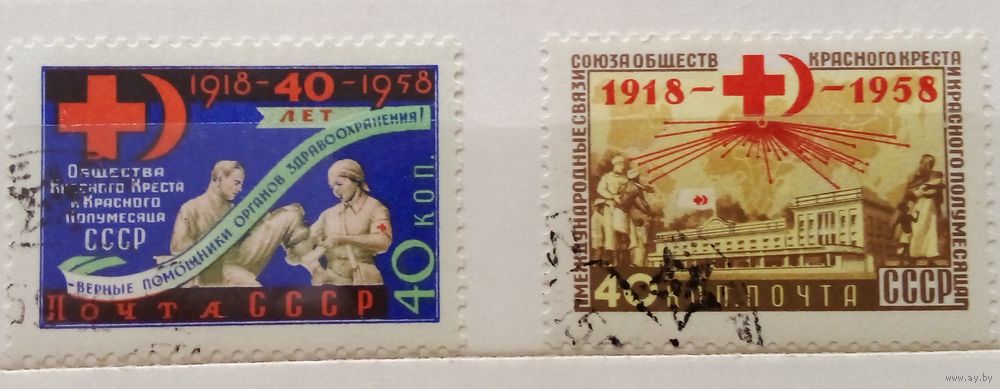 1918 - 40 - 1958
ЛЕТ
ОБЩЕСТВА
КРАСНОГО КРЕСТА
И КРАСНОГО
ПОЛУМЕСЯЦА
СССР
- ВЕРНЫЕ ПОМОЩНИКИ ОРГАНОВ ЗДРАВООХРАНЕНИЯ!
40 КОП.
ПОЧТА СССР
МЕЖДУНАРОДНЫЕ СВЯЗИ
СОЮЗА ОБЩЕСТВ
КРАСНОГО КРЕСТА
И КРАСНОГО ПОЛУМЕСЯЦА
1918 - - 1958
40 КОП. ПОЧТА
СССР
www.ay.by